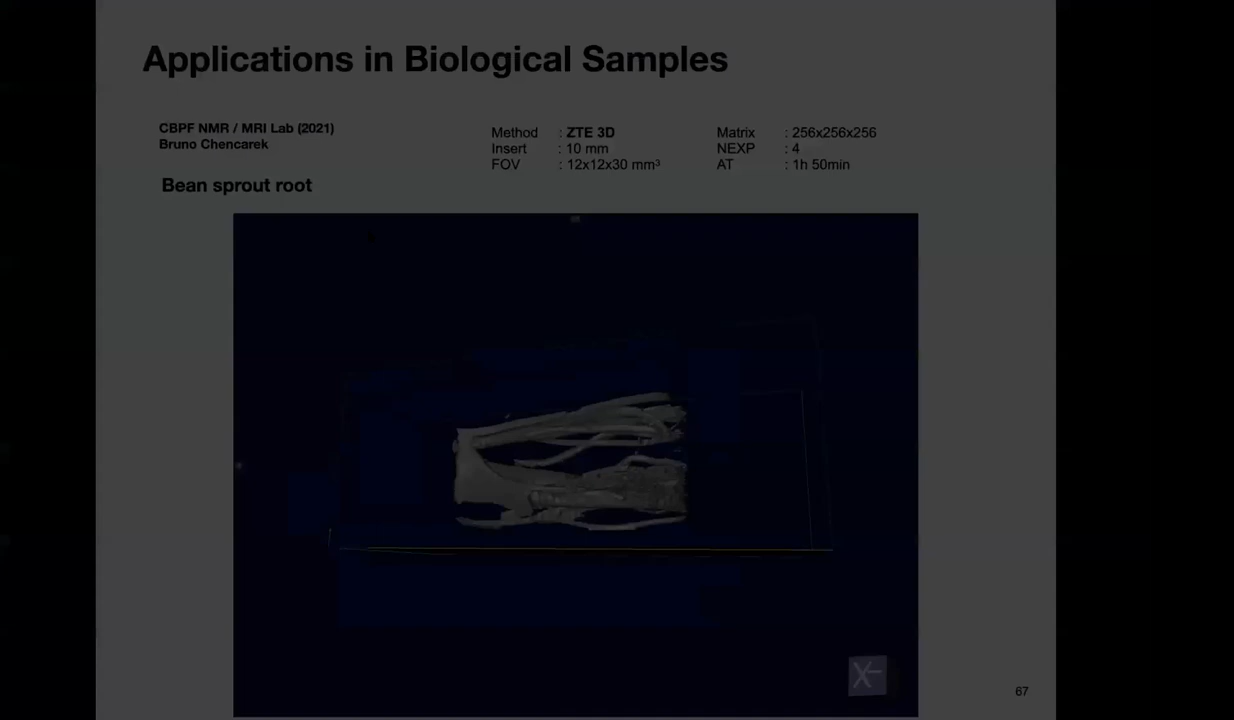 Applications in Biological Samples
CBPF NMR / MRI Lab (2021)
Bruno Chencarek
Method : ZTE 3D
Insert : 10 mm
FOV : 12x12x30 mm³
Matrix : 256x256x256
NEXP : 4
AT : 1h 50min
Bean sprout root
X-
67